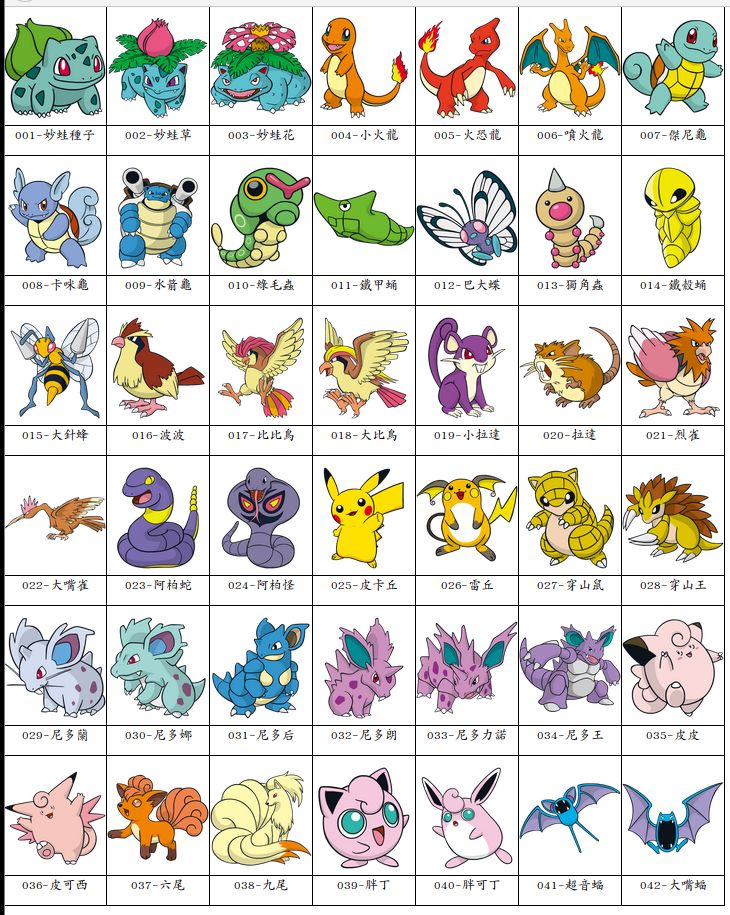 001-妙蛙種子 002-妙蛙草 003-妙蛙花 004-小火龍 005-火恐龍 006-噴火龍 007-傑尼龜
008-卡咪龜 009-水箭龜 010-綠毛蟲 011-鐵甲蛹 012-巴大蝶 013-獨角蟲 014-鐵殼蛹
015-大針蜂 016-波波 017-比比鳥 018-大比鳥 019-小拉達 020-拉達 021-烈雀
022-大嘴雀 023-阿柏蛇 024-阿柏怪 025-皮卡丘 026-雷丘 027-穿山鼠 028-穿山王
029-尼多蘭 030-尼多娜 031-尼多后 032-尼多朗 033-尼多力諾 034-尼多王 035-皮皮
036-皮可西 037-六尾 038-九尾 039-胖丁 040-胖可丁 041-超音蝠 042-大嘴蝠